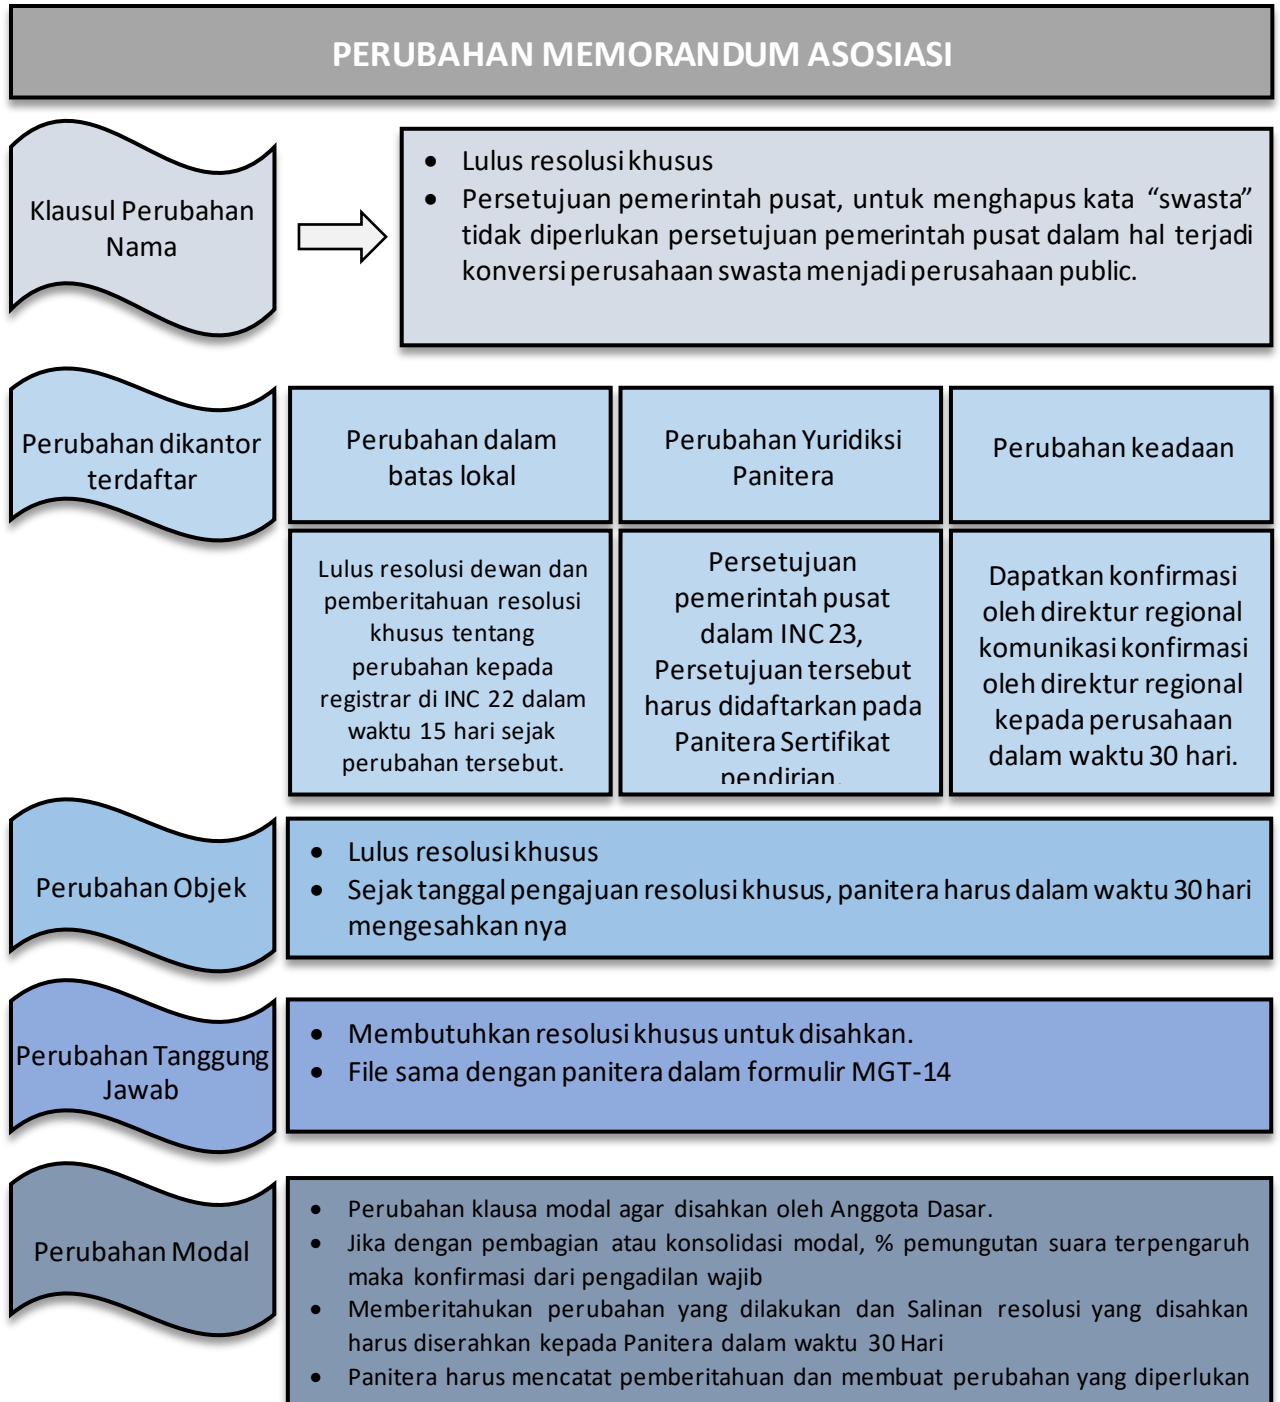 PERUBAHAN MEMORANDUM ASOSIASI
Klausul Perubahan
Nama
• Lulus resolusi khusus
• Persetujuan pemerintah pusat, untuk menghapus kata “swasta”
tidak diperlukan persetujuan pemerintah pusat dalam hal terjadi
konversi perusahaan swasta menjadi perusahaan public.
Perubahan dikantor
terdaftar
Perubahan dalam
batas lokal
Perubahan Yuridiksi
Panitera
Perubahan keadaan
Lulus resolusi dewan dan
pemberitahuan resolusi
khusus tentang
perubahan kepada
registrar di INC 22 dalam
waktu 15 hari sejak
perubahan tersebut.
Persetujuan
pemerintah pusat
dalam INC 23,
Persetujuan tersebut
harus didaftarkan pada
Panitera Sertifikat
pendirian.
Dapatkan konfirmasi
oleh direktur regional
komunikasi konfirmasi
oleh direktur regional
kepada perusahaan
dalam waktu 30 hari.
Perubahan Objek
• Lulus resolusi khusus
• Sejak tanggal pengajuan resolusi khusus, panitera harus dalam waktu 30 hari
mengesahkan nya
Perubahan Tanggung
Jawab
• Membutuhkan resolusi khusus untuk disahkan.
• File sama dengan panitera dalam formulir MGT-14
Perubahan Modal
• Perubahan klausa modal agar disahkan oleh Anggota Dasar.
• Jika dengan pembagian atau konsolidasi modal, % pemungutan suara terpengaruh
maka konfirmasi dari pengadilan wajib
• Memberitahukan perubahan yang dilakukan dan Salinan resolusi yang disahkan
harus diserahkan kepada Panitera dalam waktu 30 Hari
• Panitera harus mencatat pemberitahuan dan membuat perubahan yang diperlukan